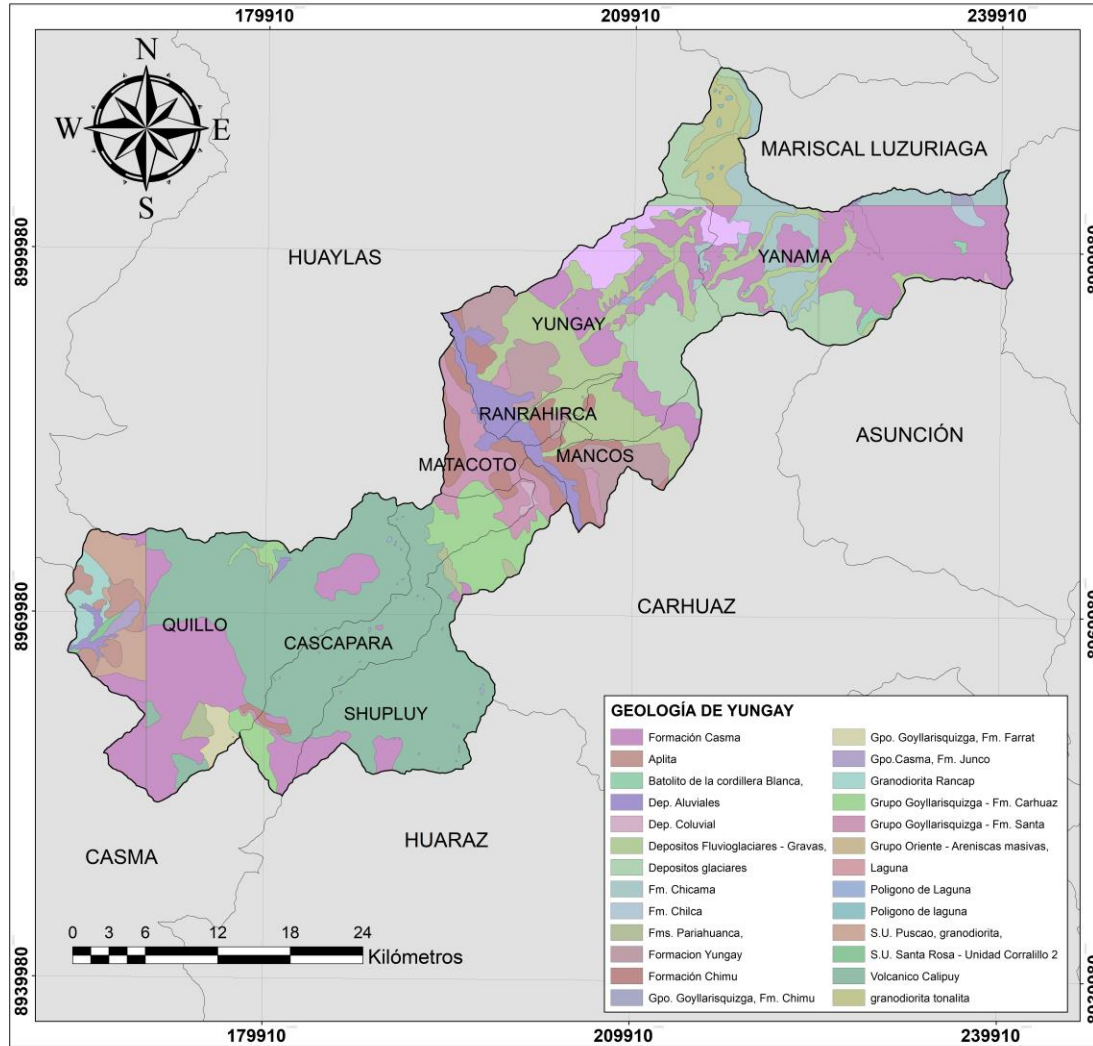 179910
209910
239910
N
W
E
S
MARISCAL LUZURIAGA
8999980
HUAYLAS
YANAMA
YUNGAY
RANRAHIRCA
ASUNCIÓN
MATACOTO
MANCOS
8969980
CARHUAZ
QUILLO
CASCAPARA
SHUPLUY
CASMA
HUARAZ
0 3 6 12 18 24
Kilómetros
GEOLOGÍA DE YUNGAY
Formación Casma
Aplita
Batolito de la cordillera Blanca,
Dep. Aluviales
Dep. Coluvial
Depositos Fluvioglaciares - Gravas,
Depositos glaciares
Fm. Chicama
Fm. Chilca
Fms. Pariahuanca,
Formacion Yungay
Formación Chimu
Gpo. Goyllarisquizga, Fm. Chimu
Gpo. Goyllarisquizga, Fm. Farrat
Gpo.Casma, Fm. Junco
Granodiorita Rancap
Grupo Goyllarisquizga - Fm. Carhuaz
Grupo Goyllarisquizga - Fm. Santa
Grupo Oriente - Areniscas masivas,
Laguna
Poligono de Laguna
Poligono de laguna
S.U. Puscao, granodiorita,
S.U. Santa Rosa - Unidad Corralillo 2
Volcanico Calipuy
granodiorita tonalita
8939980
179910
209910
239910